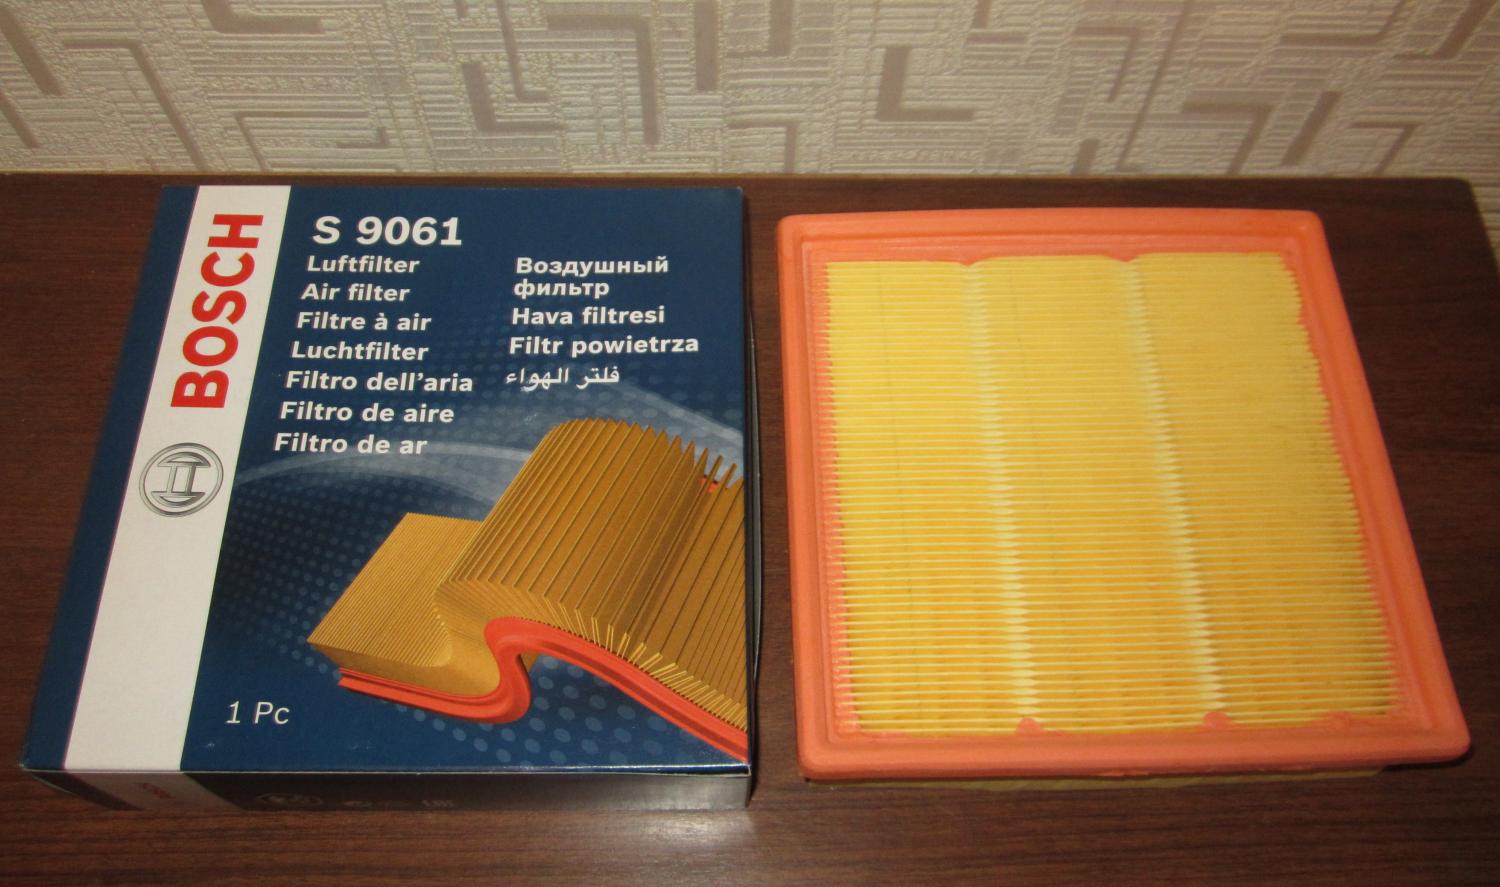 BOSCH
S 9061
Luftfilter
Air filter
Filtre à air
Luchtfilter
Filtro dell'aria
Filtro de aire
Filtro de ar
Воздушный
фильтр
Hava filtresi
Filtr powietrza
فلتر الهواء
1 Pc